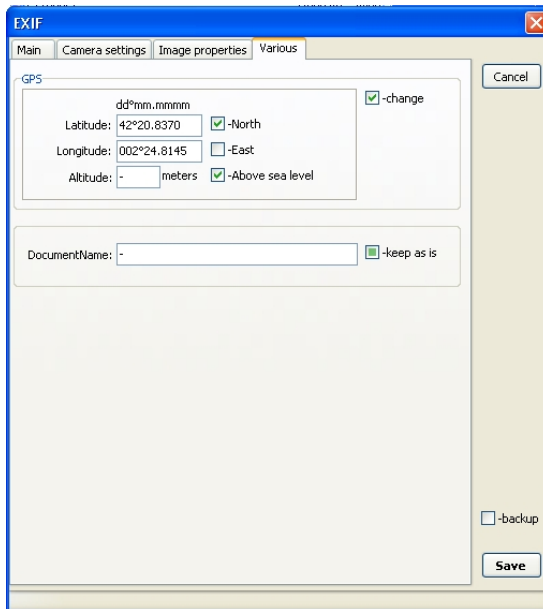 EXIF
Main Camera settings Image properties Various
Cancel
GPS
-change
dd°mm.mmmm
Latitude: 42°20.8370 -North
Longitude: 002°24.8145 -East
Altitude: - meters -Above sea level
DocumentName: - -keep as is
-backup
Save